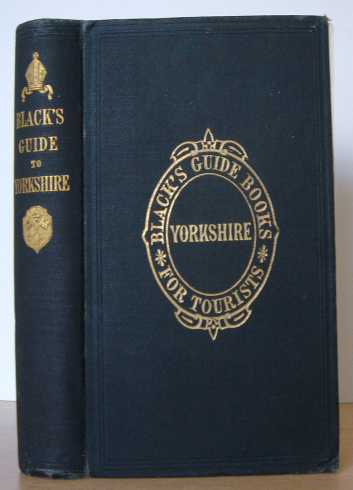 BLACK'S
GUIDE
TO
YORKSHIRE
BLACK'S GUIDE BOOKS
YORKSHIRE
* FOR TOURISTS *